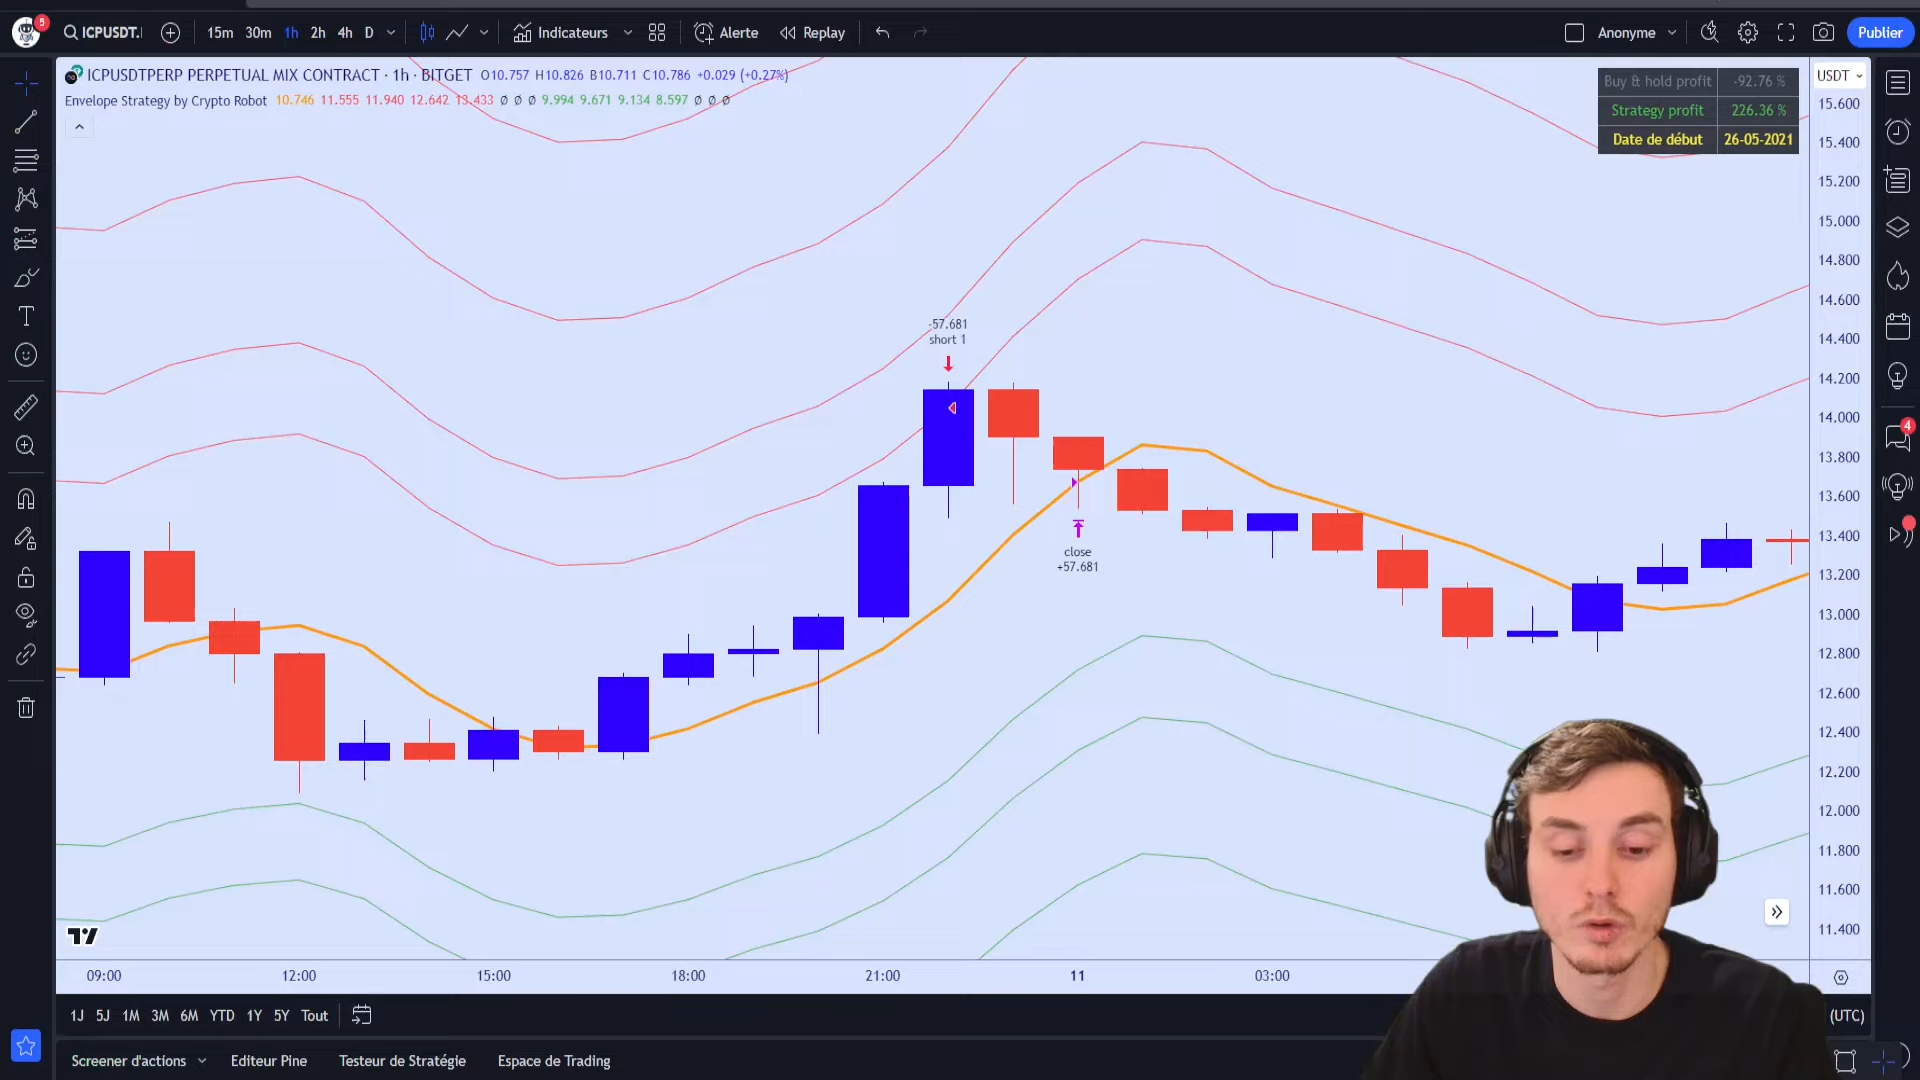 5
ICPUSDT.
15m 30m 1h 2h 4h D
Indicateurs
Alerte
Replay
Anonyme
Publier
ICPUSDTPERP PERPETUAL MIX CONTRACT · 1h · BITGET O10.757 H10.826 B10.711 C10.786 +0.029 (+0.27%)
Envelope Strategy by Crypto Robot 10.746 11.555 11.940 12.642 13.433 ∅ ∅ ∅ 9.994 9.671 9.134 8.597 ∅ ∅ ∅
Buy & hold profit -92.76 %
Strategy profit 226.36 %
Date de début 26-05-2021
USDT
15.600
15.400
15.200
15.000
14.800
14.600
14.400
14.200
14.000
13.800
13.600
13.400
13.200
13.000
12.800
12.600
12.400
12.200
12.000
11.800
11.600
11.400
-57.681
short 1
close
+57.681
4
09:00 12:00 15:00 18:00 21:00 11 03:00
1J 5J 1M 3M 6M YTD 1Y 5Y Tout
(UTC)
Screener d'actions
Editeur Pine
Testeur de Stratégie
Espace de Trading